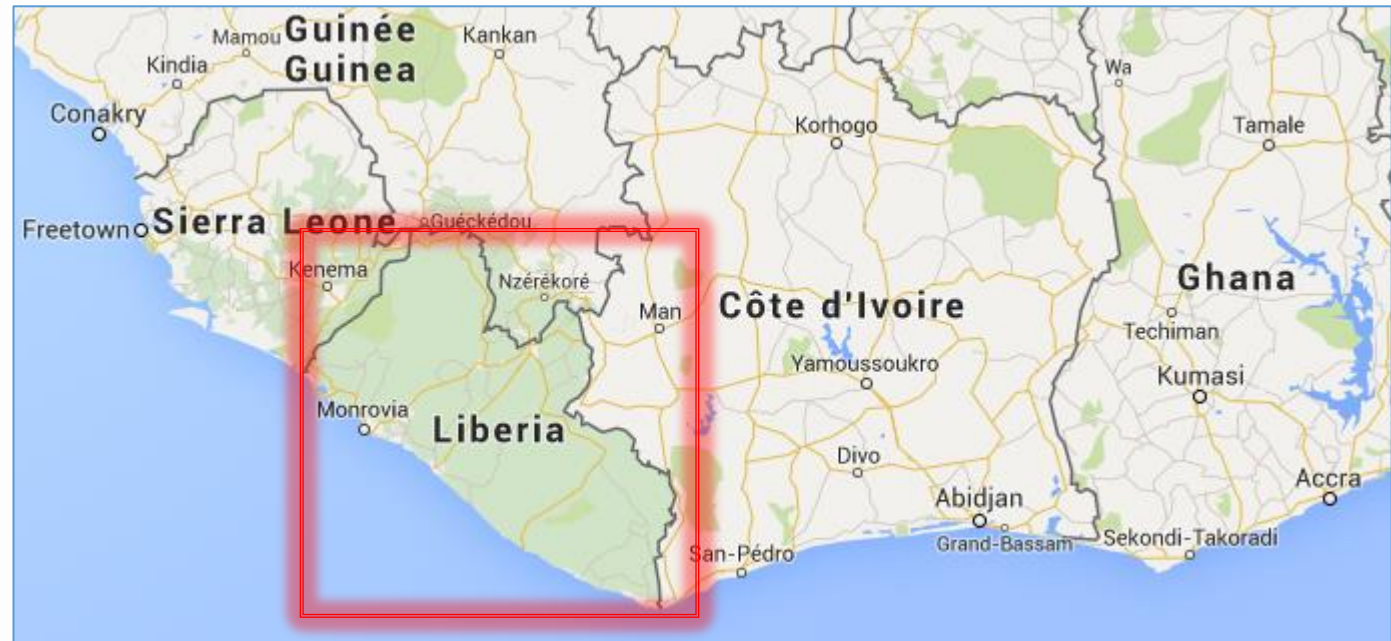 Mamou
Guinée
Guinea
Kankan
Kindia
Conakry
Wa
Korhogo
Tamale
Freetown
Sierra Leone
Guéckédou
Kenema
Nzérékoré
Man
Côte d'Ivoire
Ghana
Techiman
Yamoussoukro
Kumasi
Monrovia
Liberia
Divo
Abidjan
Accra
Grand-Bassam
Sekondi-Takoradi
San-Pédro